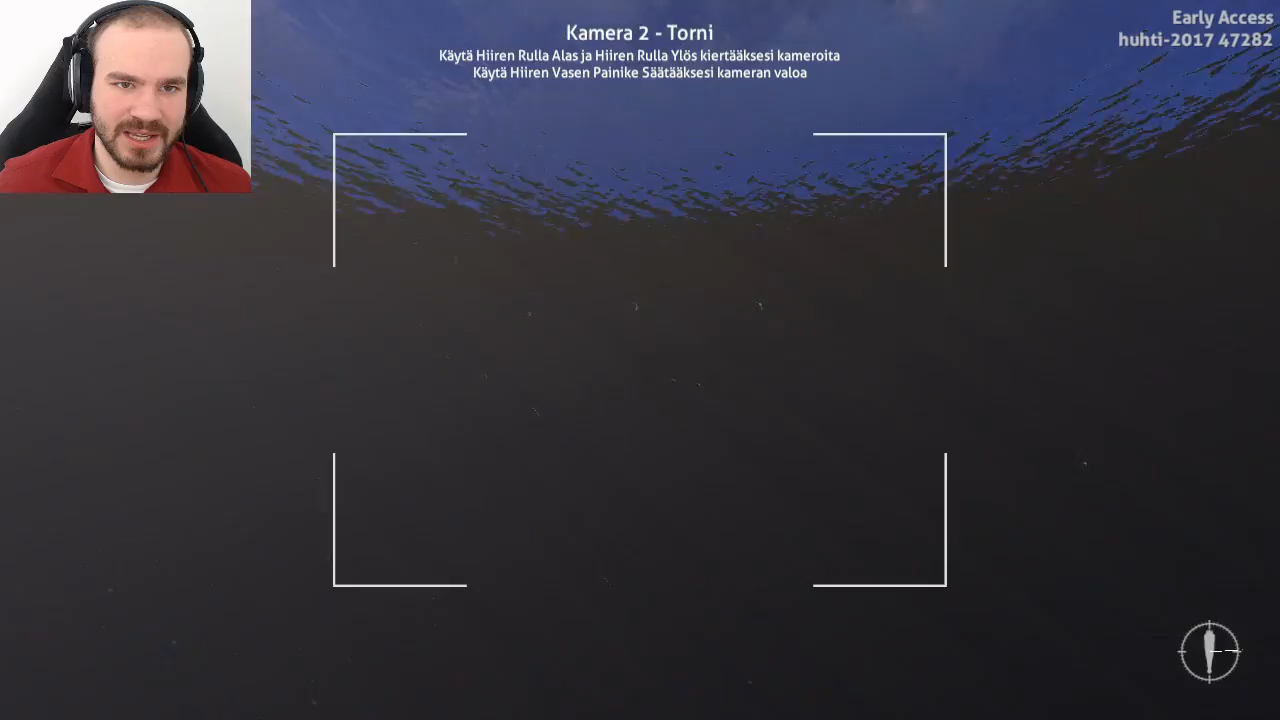 Kamera 2 - Torni
Käytä Hiiren Rulla Alas ja Hiiren Rulla Ylös kiertääksesi kameroita
Käytä Hiiren Vasen Painike Säätääksesi kameran valoa
Early Access
huhti-2017 47282